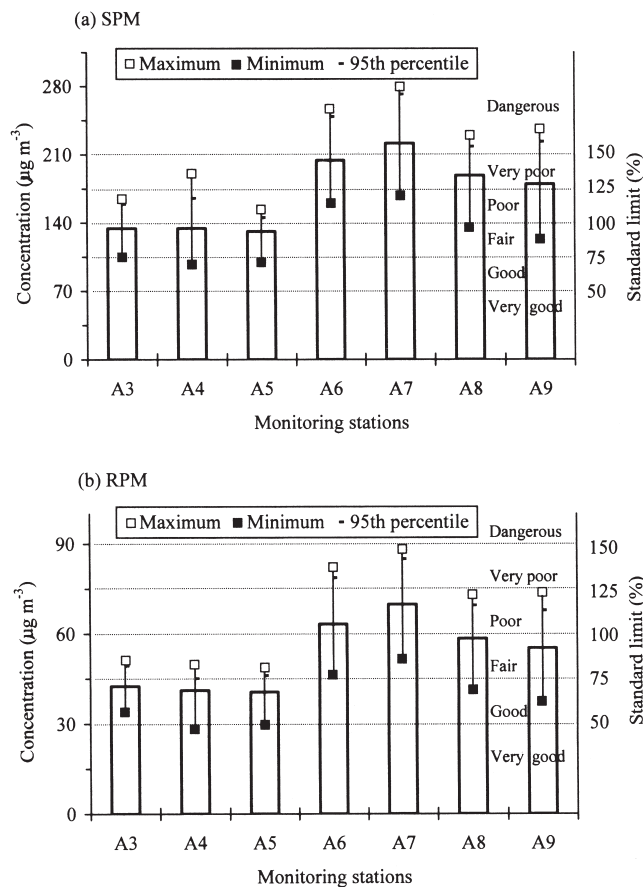 (a) SPM
□ Maximum ■ Minimum - 95th percentile
Concentration (µg m⁻³)
280
210
140
70
0
Dangerous
Very poor
Poor
Fair
Good
Very good
150
125
100
75
50
Standard limit (%)
A3 A4 A5 A6 A7 A8 A9
Monitoring stations
(b) RPM
□ Maximum ■ Minimum - 95th percentile
Concentration (µg m⁻³)
90
60
30
0
Dangerous
Very poor
Poor
Fair
Good
Very good
150
125
100
75
50
Standard limit (%)
A3 A4 A5 A6 A7 A8 A9
Monitoring stations